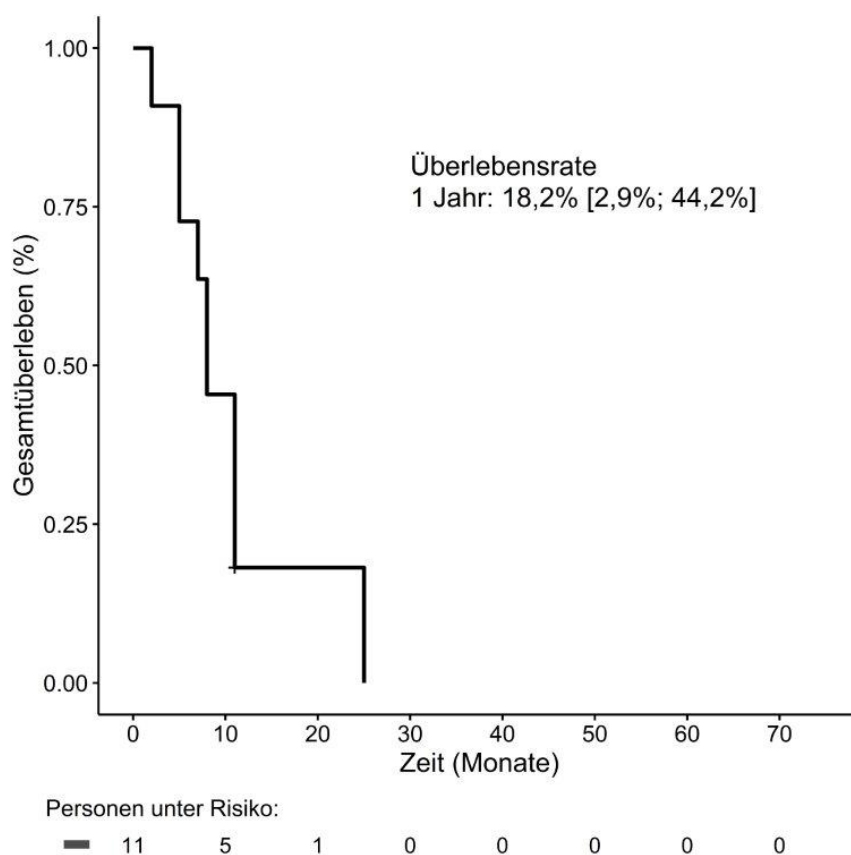 1.00
0.75
0.50
0.25
0.00
Gesamtüberleben (%)
Überlebensrate
1 Jahr: 18,2% [2,9%; 44,2%]
0 10 20 30 40 50 60 70
Zeit (Monate)
Personen unter Risiko:
11 5 1 0 0 0 0 0